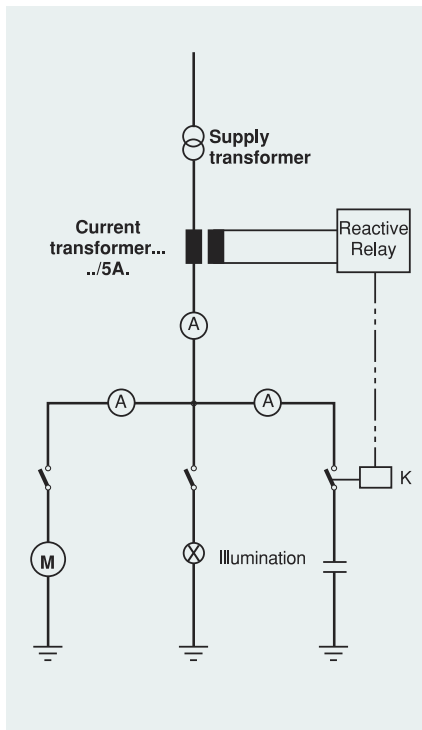 Supply
transformer
Current
transformer...
../5A.
Reactive
Relay
A
A
A
K
M
Illumination